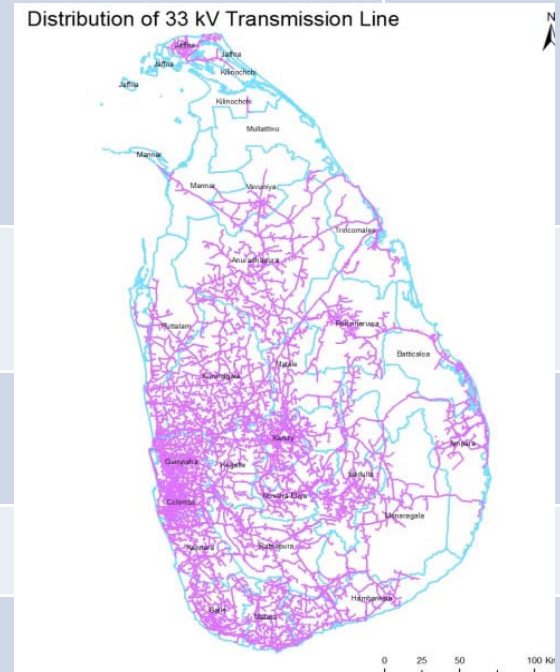 Distribution of 33 kV Transmission Line
N
Jaffna
Jaffna
Jaffna
Kilinochchi
Jaffna
Kilinochchi
Mullaitivu
Mannar
Mannar
Vavuniya
Trincomalee
Anuradhapura
Puttalam
Polonnaruwa
Batticaloa
Matale
Kurunegala
Kandy
Ampara
Gampaha
Kegalle
Badulla
Nuwara Eliya
Colombo
Monaragala
Kalutara
Ratnapura
Hambantota
Galle
Matara
0 25 50 100 Km